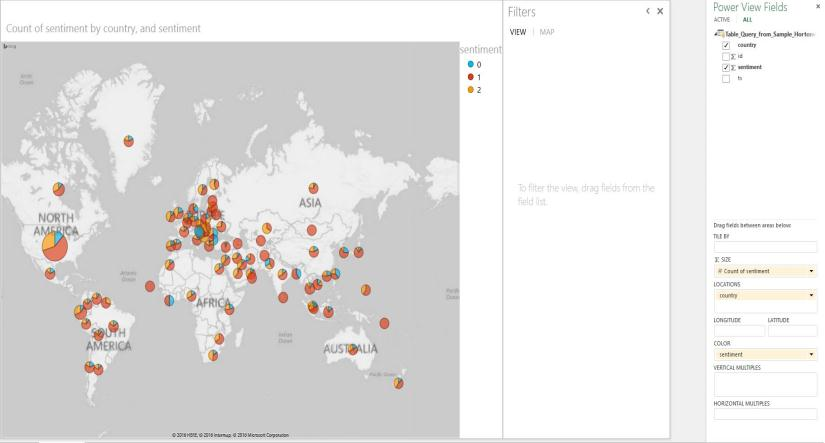 Count of sentiment by country, and sentiment
bing
sentiment
0
1
2
Arctic
Ocean
NORTH
AMERICA
ASIA
Atlantic
Ocean
AFRICA
SOUTH
AMERICA
Indian
Ocean
AUSTRALIA
Pacific Ocean
Pacific
Ocean
© 2016 HERE, © 2016 Intermap, © 2016 Microsoft Corporation
Filters
VIEW | MAP
To filter the view, drag fields from the
field list.
Power View Fields
ACTIVE | ALL
Table_Query_from_Sample_Horton
country
Σ id
Σ sentiment
ts
Drag fields between areas below:
TILE BY
Σ SIZE
# Count of sentiment
LOCATIONS
country
LONGITUDE LATITUDE
COLOR
sentiment
VERTICAL MULTIPLES
HORIZONTAL MULTIPLES